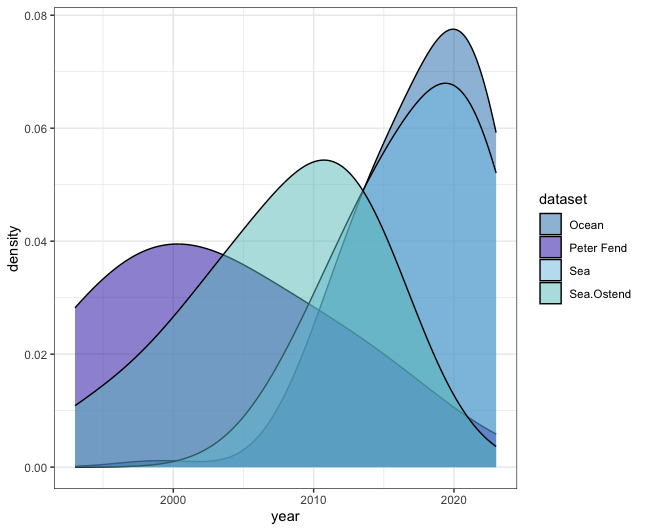 0.08
0.06
0.04
0.02
0.00
density
2000
2010
2020
year
dataset
Ocean
Peter Fend
Sea
Sea.Ostend